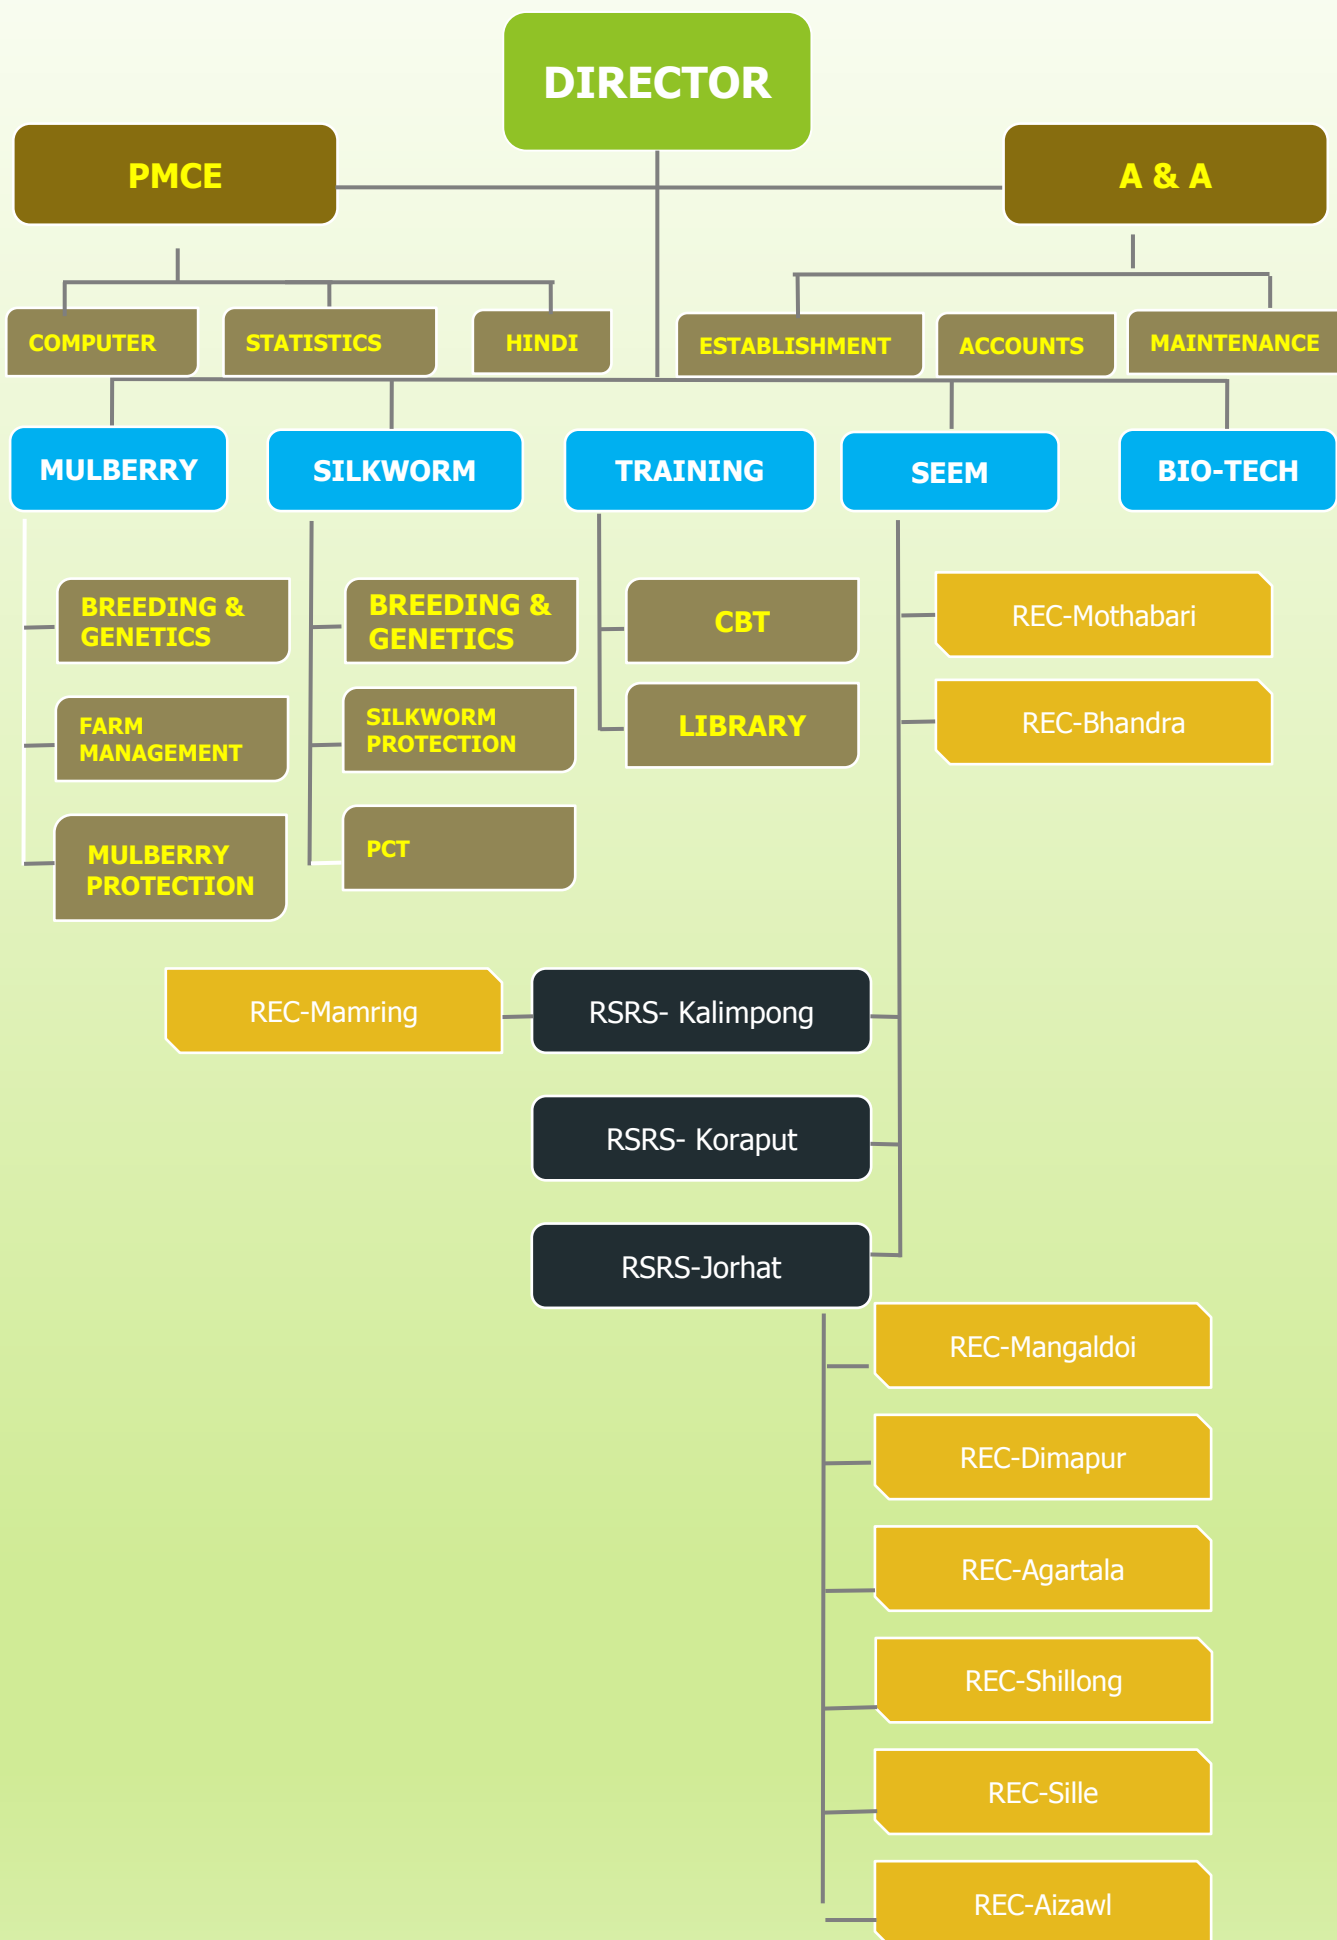 DIRECTOR
PMCE
A & A
COMPUTER
STATISTICS
HINDI
ESTABLISHMENT
ACCOUNTS
MAINTENANCE
MULBERRY
SILKWORM
TRAINING
SEEM
BIO-TECH
BREEDING &
GENETICS
FARM
MANAGEMENT
MULBERRY
PROTECTION
BREEDING &
GENETICS
SILKWORM
PROTECTION
PCT
CBT
LIBRARY
REC-Mothabari
REC-Bhandra
REC-Mamring
RSRS- Kalimpong
RSRS- Koraput
RSRS-Jorhat
REC-Mangaldoi
REC-Dimapur
REC-Agartala
REC-Shillong
REC-Sille
REC-Aizawl